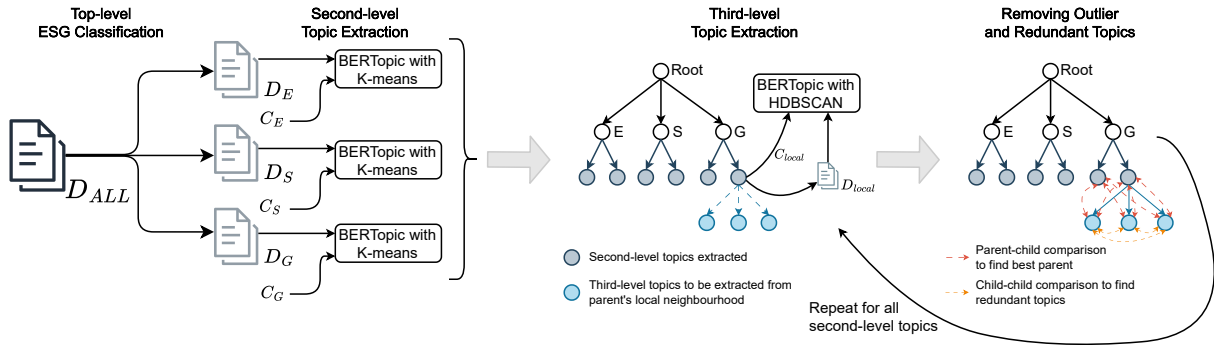 Top-level
ESG Classification
Second-level
Topic Extraction
D_ALL
D_E
C_E
BERTopic with
K-means
D_S
C_S
BERTopic with
K-means
D_G
C_G
BERTopic with
K-means
Third-level
Topic Extraction
Root
E
S
G
BERTopic with
HDBSCAN
C_local
D_local
Second-level topics extracted
Third-level topics to be extracted from
parent's local neighbourhood
Repeat for all
second-level topics
Removing Outlier
and Redundant Topics
Root
E
S
G
Parent-child comparison
to find best parent
Child-child comparison to find
redundant topics